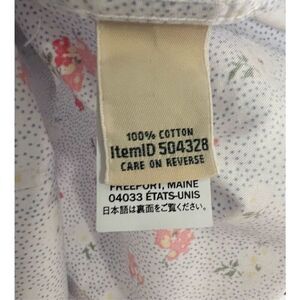 100% COTTON
ItemID 504328
CARE ON REVERSE
FREEPORT, MAINE
04033 ÉTATS-UNIS
日本語は裏面をご覧ください。